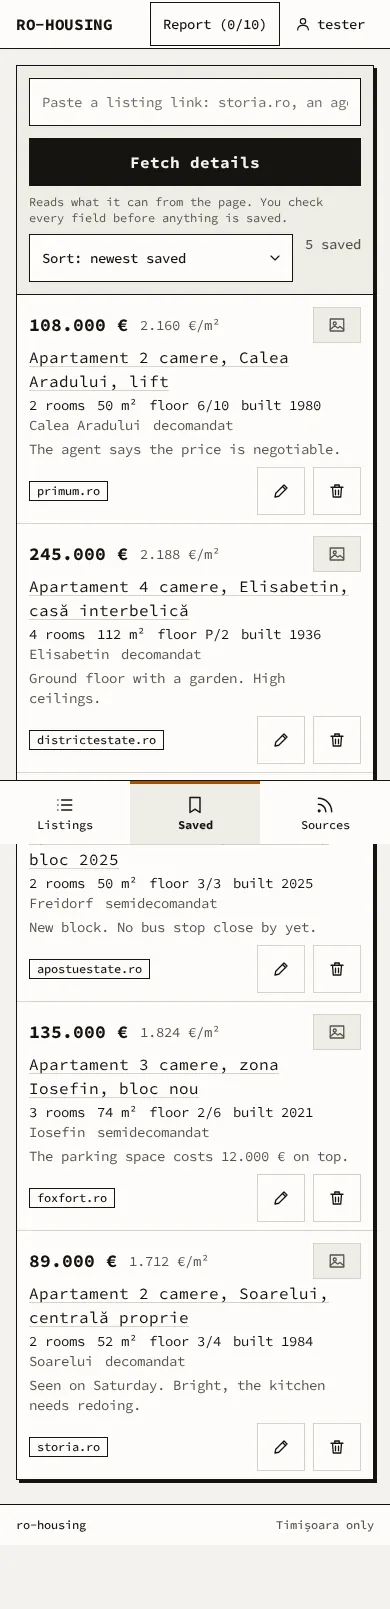 RO-HOUSING
Report (0/10)
tester
Paste a listing link: storia.ro, an ag
Fetch details
Reads what it can from the page. You check
every field before anything is saved.
Sort: newest saved
5 saved
108.000 € 2.160 €/m²
Apartament 2 camere, Calea
Aradului, lift
2 rooms 50 m² floor 6/10 built 1980
Calea Aradului decomandat
The agent says the price is negotiable.
primum.ro
245.000 € 2.188 €/m²
Apartament 4 camere, Elisabetin,
casă interbelică
4 rooms 112 m² floor P/2 built 1936
Elisabetin decomandat
Ground floor with a garden. High
ceilings.
districtestate.ro
Listings
Saved
Sources
bloc 2025
2 rooms 50 m² floor 3/3 built 2025
Freidorf semidecomandat
New block. No bus stop close by yet.
apostuestate.ro
135.000 € 1.824 €/m²
Apartament 3 camere, zona
Iosefin, bloc nou
3 rooms 74 m² floor 2/6 built 2021
Iosefin semidecomandat
The parking space costs 12.000 € on top.
foxfort.ro
89.000 € 1.712 €/m²
Apartament 2 camere, Soarelui,
centrală proprie
2 rooms 52 m² floor 3/4 built 1984
Soarelui decomandat
Seen on Saturday. Bright, the kitchen
needs redoing.
storia.ro
ro-housing
Timișoara only